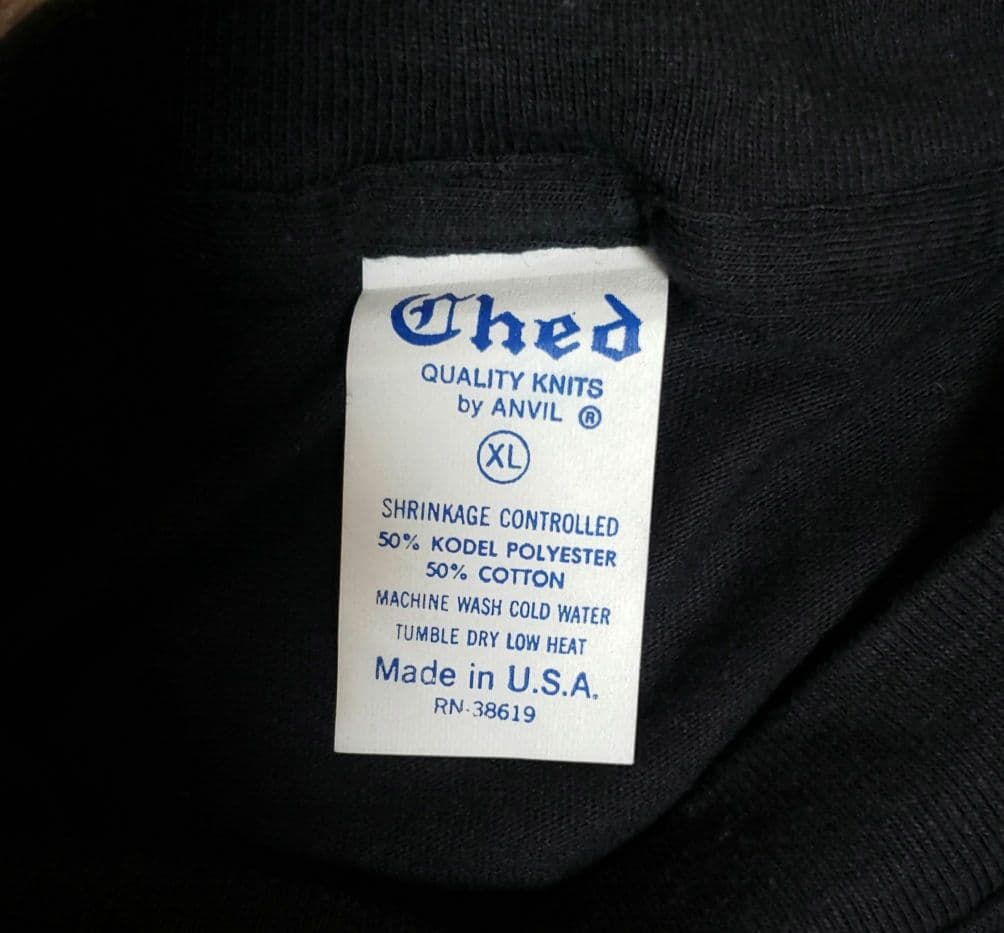 Ched
QUALITY KNITS
by ANVIL ®
XL
SHRINKAGE CONTROLLED
50% KODEL POLYESTER
50% COTTON
MACHINE WASH COLD WATER
TUMBLE DRY LOW HEAT
Made in U.S.A.
RN-38619